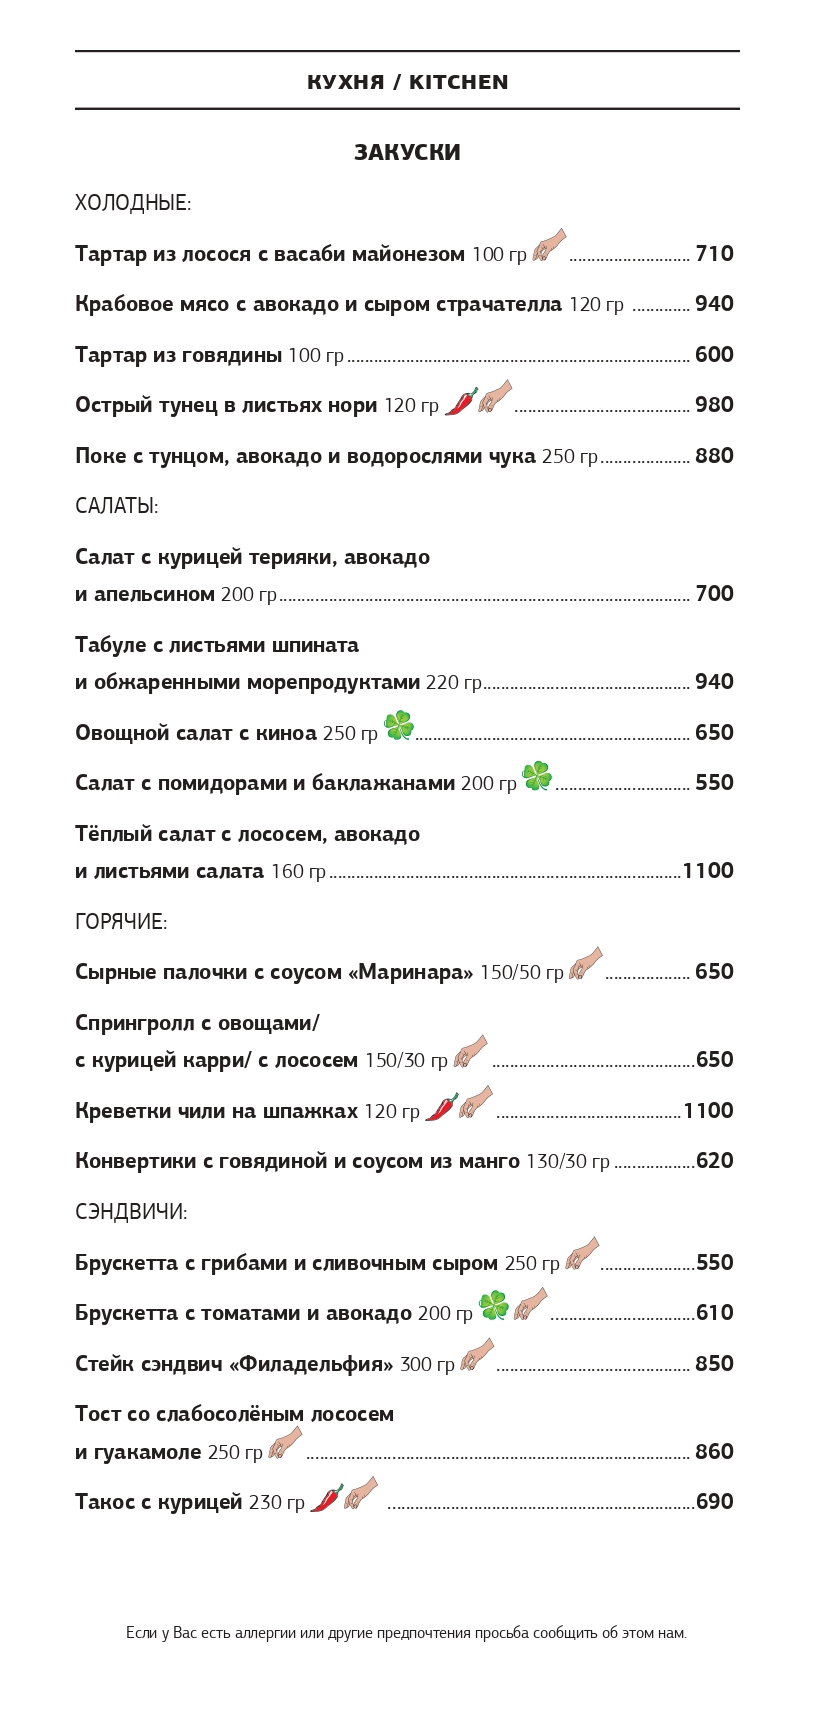 КУХНЯ / KITCHEN
ЗАКУСКИ
ХОЛОДНЫЕ:
Тартар из лосося с васаби майонезом 100 гр ........................... 710
Крабовое мясо с авокадо и сыром страчателла 120 гр ............. 940
Тартар из говядины 100 гр ............................................................................ 600
Острый тунец в листьях нори 120 гр ....................................... 980
Поке с тунцом, авокадо и водорослями чука 250 гр .................... 880
САЛАТЫ:
Салат с курицей терияки, авокадо
и апельсином 200 гр ........................................................................................... 700
Табуле с листьями шпината
и обжаренными морепродуктами 220 гр .............................................. 940
Овощной салат с киноа 250 гр ............................................................. 650
Салат с помидорами и баклажанами 200 гр .............................. 550
Тёплый салат с лососем, авокадо
и листьями салата 160 гр .............................................................................. 1100
ГОРЯЧИЕ:
Сырные палочки с соусом «Маринара» 150/50 гр ................... 650
Спрингролл с овощами/
с курицей карри/ с лососем 150/30 гр ............................................. 650
Креветки чили на шпажках 120 гр ......................................... 1100
Конвертики с говядиной и соусом из манго 130/30 гр .................. 620
СЭНДВИЧИ:
Брускетта с грибами и сливочным сыром 250 гр ..................... 550
Брускетта с томатами и авокадо 200 гр ................................ 610
Стейк сэндвич «Филадельфия» 300 гр ........................................... 850
Тост со слабосолёным лососем
и гуакамоле 250 гр ..................................................................................... 860
Такос с курицей 230 гр .................................................................... 690
Если у Вас есть аллергии или другие предпочтения просьба сообщить об этом нам.